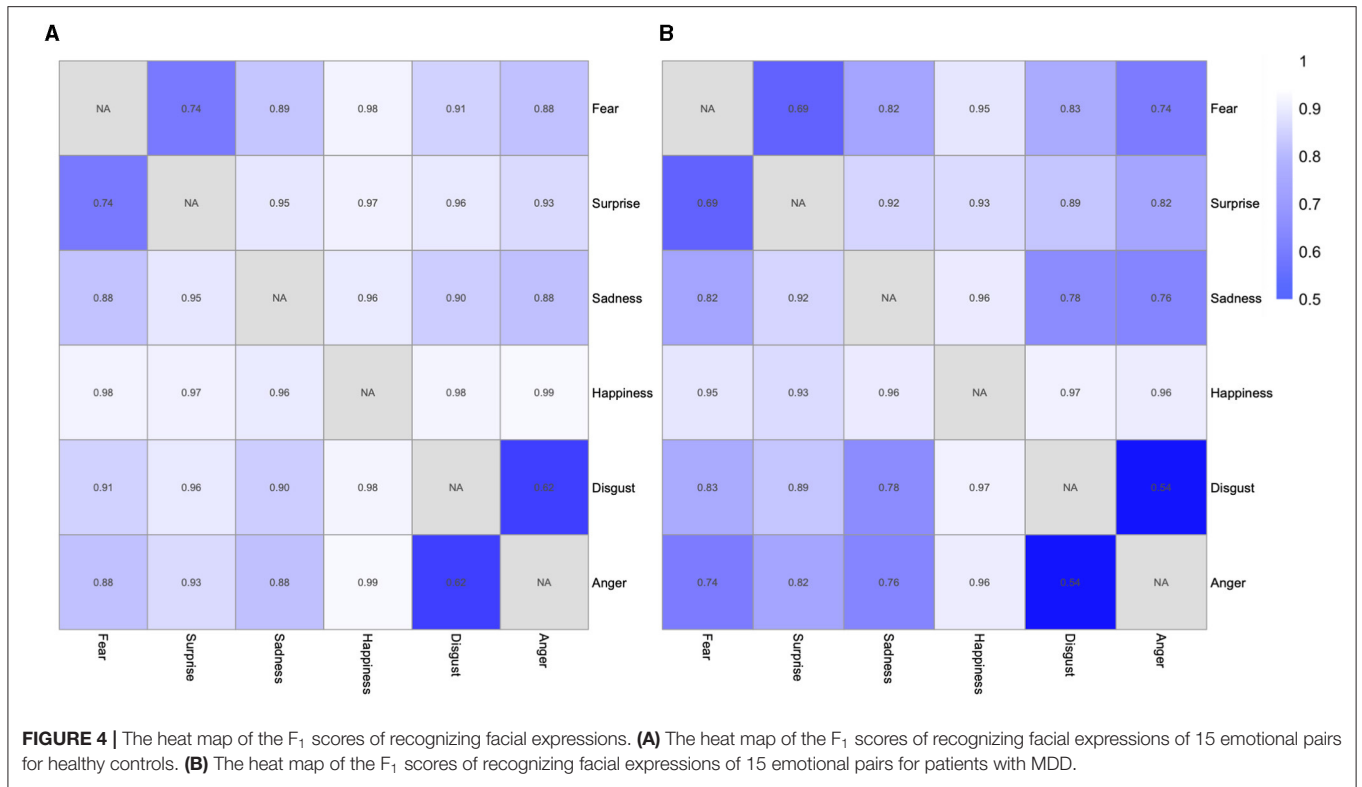 A
B
NA 0.74 0.89 0.98 0.91 0.88 Fear
0.74 NA 0.95 0.97 0.96 0.93 Surprise
0.88 0.95 NA 0.96 0.90 0.88 Sadness
0.98 0.97 0.96 NA 0.98 0.99 Happiness
0.91 0.96 0.90 0.98 NA 0.62 Disgust
0.88 0.93 0.88 0.99 0.62 NA Anger
Fear
Surprise
Sadness
Happiness
Disgust
Anger
NA 0.69 0.82 0.95 0.83 0.74 Fear
0.69 NA 0.92 0.93 0.89 0.82 Surprise
0.82 0.92 NA 0.96 0.78 0.76 Sadness
0.95 0.93 0.96 NA 0.97 0.96 Happiness
0.83 0.89 0.78 0.97 NA 0.54 Disgust
0.74 0.82 0.76 0.96 0.54 NA Anger
Fear
Surprise
Sadness
Happiness
Disgust
Anger
1
0.9
0.8
0.7
0.6
0.5
FIGURE 4 | The heat map of the F₁ scores of recognizing facial expressions. (A) The heat map of the F₁ scores of recognizing facial expressions of 15 emotional pairs
for healthy controls. (B) The heat map of the F₁ scores of recognizing facial expressions of 15 emotional pairs for patients with MDD.